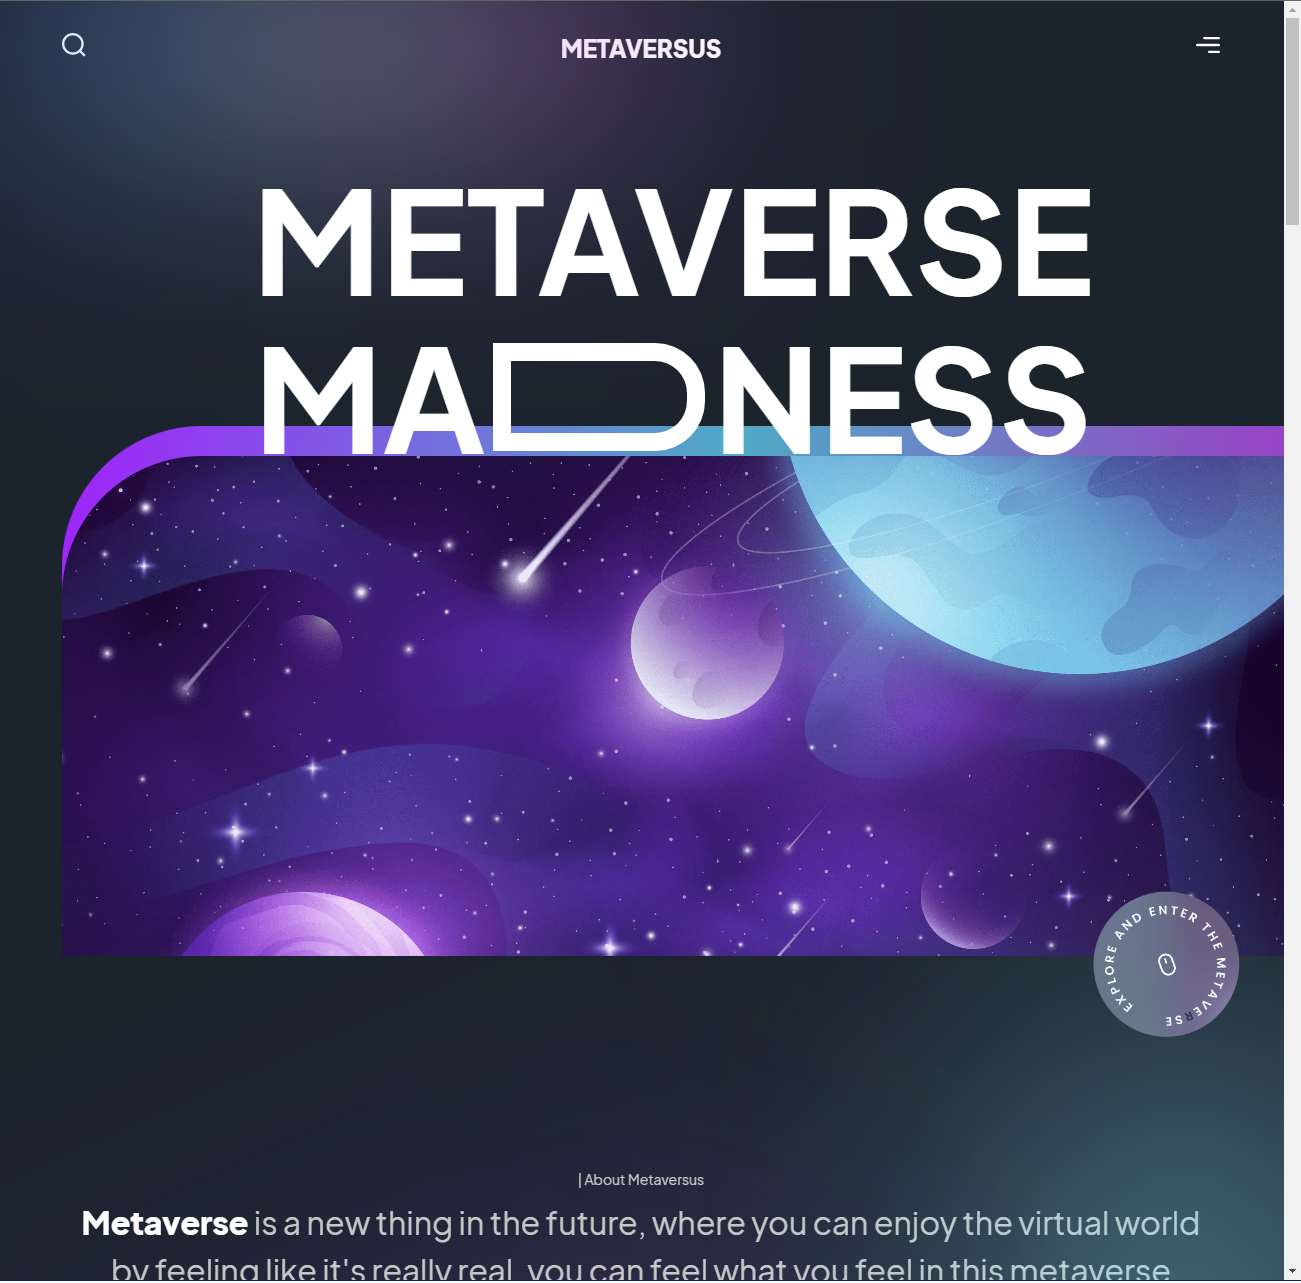 METAVERSUS
METAVERSE
MADNESS
EXPLORE AND ENTER THE METAVERSE
| About Metaversus
Metaverse is a new thing in the future, where you can enjoy the virtual world
by feeling like it's really real, you can feel what you feel in this metaverse